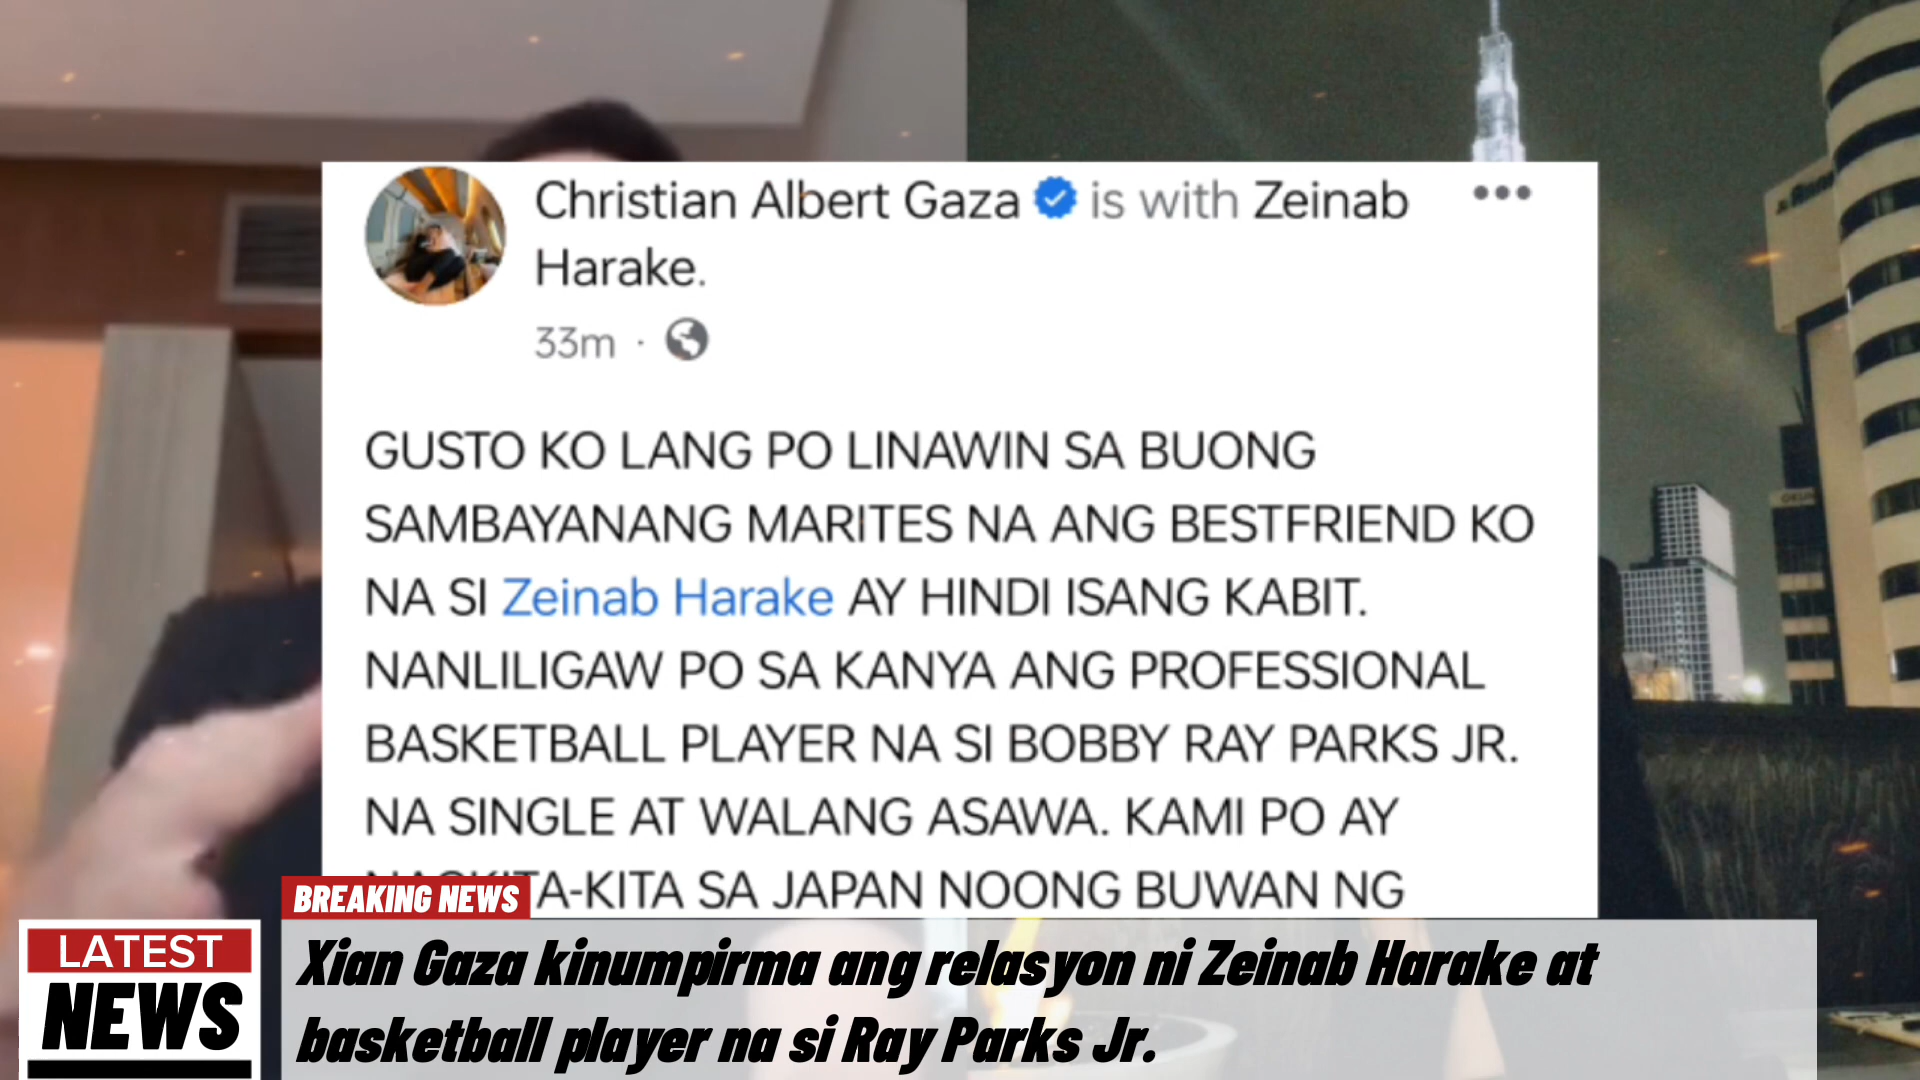 Christian Albert Gaza is with Zeinab
Harake.
33m
GUSTO KO LANG PO LINAWIN SA BUONG
SAMBAYANANG MARITES NA ANG BESTFRIEND KO
NA SI Zeinab Harake AY HINDI ISANG KABIT.
NANLILIGAW PO SA KANYA ANG PROFESSIONAL
BASKETBALL PLAYER NA SI BOBBY RAY PARKS JR.
NA SINGLE AT WALANG ASAWA. KAMI PO AY
NAGKITA-KITA SA JAPAN NOONG BUWAN NG
BREAKING NEWS
LATEST
NEWS
Xian Gaza kinumpirma ang relasyon ni Zeinab Harake at
basketball player na si Ray Parks Jr.